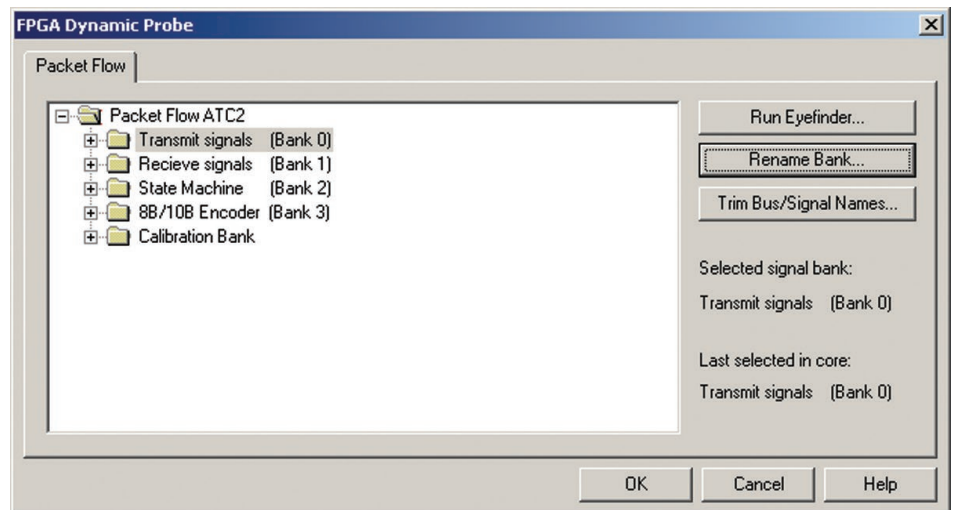 FPGA Dynamic Probe
Packet Flow
Packet Flow ATC2
Transmit signals (Bank 0)
Recieve signals (Bank 1)
State Machine (Bank 2)
8B/10B Encoder (Bank 3)
Calibration Bank
Run Eyefinder...
Rename Bank...
Trim Bus/Signal Names...
Selected signal bank:
Transmit signals (Bank 0)
Last selected in core:
Transmit signals (Bank 0)
OK
Cancel
Help